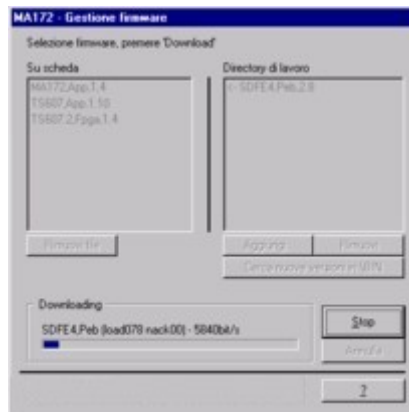 MA172 - Gestione firmware
Selezione firmware, premere 'Download'
Su scheda
Directory di lavoro
MA172,App,1.4
TS607,App,1.10
TS607.2,Fpga,1.4
<- SDFE4,Peb,2.8
Rimuovi file
Aggiungi
Rimuovi
Cerca nuove versioni in
Downloading
SDFE4,Peb (load078 nack00) - 5840bit/s
Stop
Annulla
?